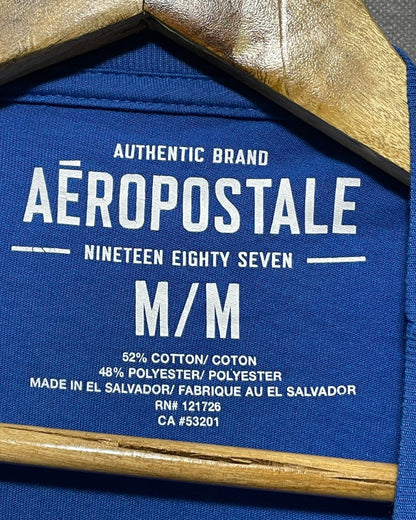 AUTHENTIC BRAND
AĒROPOSTALE
NINETEEN EIGHTY SEVEN
M/M
52% COTTON/ COTON
48% POLYESTER/ POLYESTER
MADE IN EL SALVADOR/ FABRIQUE AU EL SALVADOR
RN# 121726
CA #53201